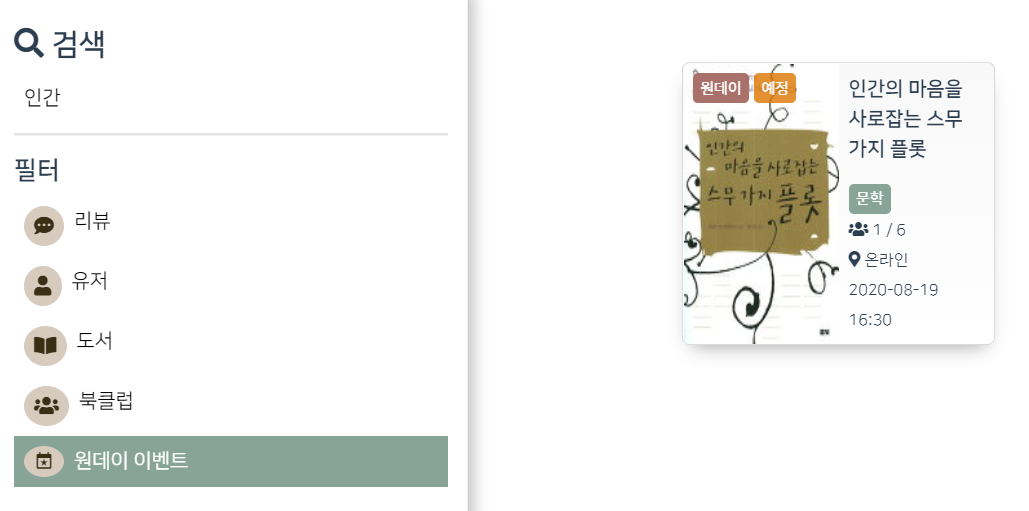 검색
인간
필터
리뷰
유저
도서
북클럽
원데이 이벤트
원데이 예정
인간의
마음을 사로잡는
스무 가지 플롯
인간의 마음을
사로잡는 스무
가지 플롯
문학
1 / 6
온라인
2020-08-19
16:30